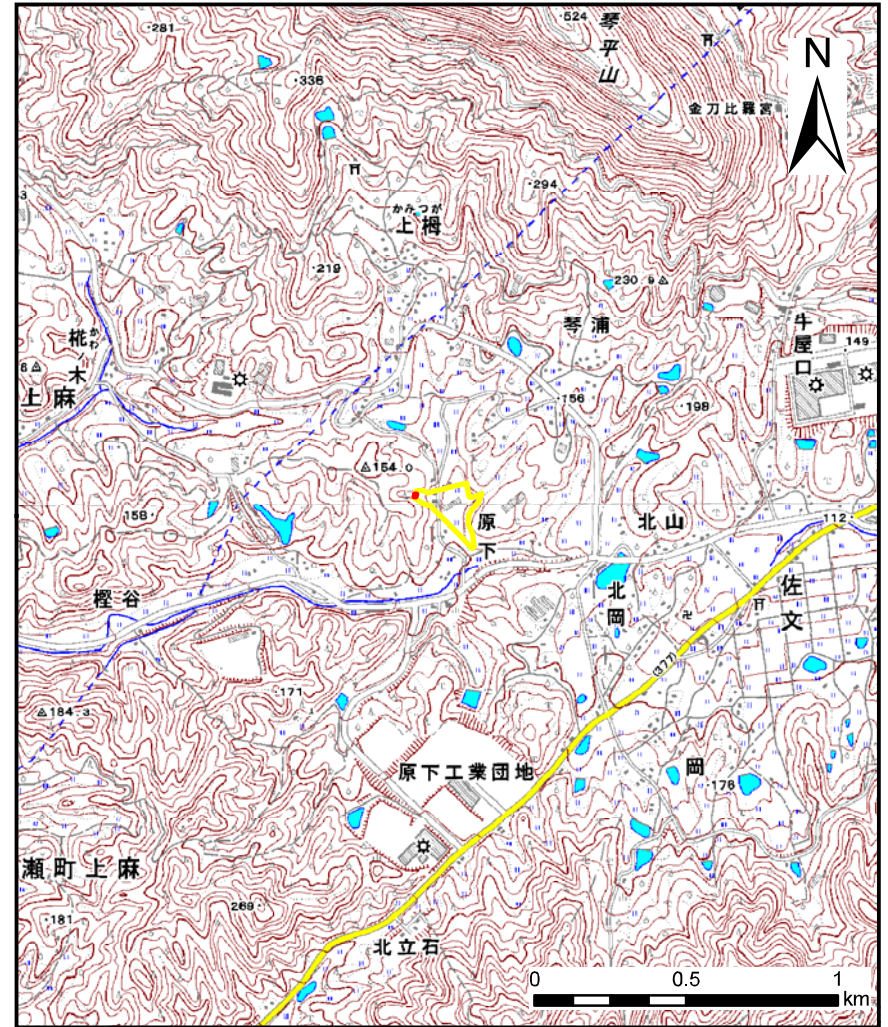 524
琴平山
281
N
336
金刀比羅宮
294
かみつが
上栂
219
230.9
琴浦
牛屋口
149
かわ
椛ノ木
上麻
156
198
154.0
158
原下
北山
112
樫谷
北岡
佐文
(377)
171
184.3
原下工業団地
岡
176
瀬町上麻
269
181
北立石
0 0.5 1
km